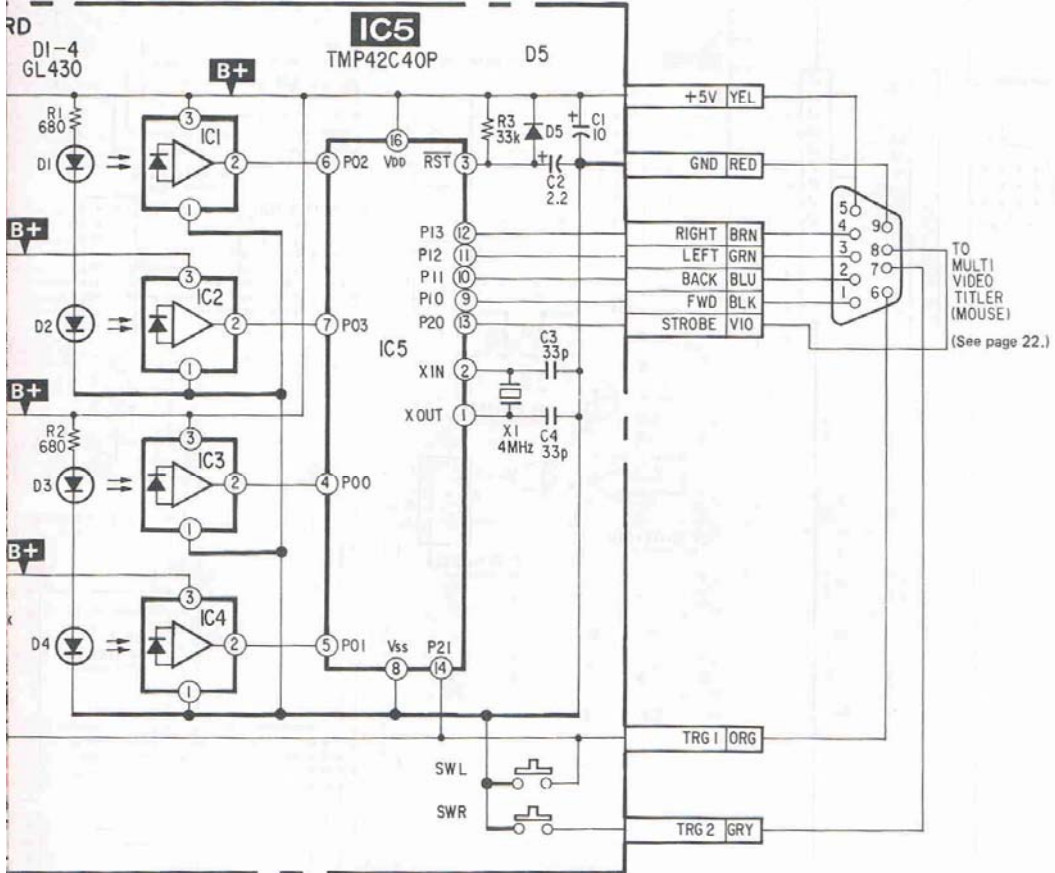 RD
IC5
TMP42C40P
D5
D1-4
GL430
B+
+5V YEL
R1
680
3
IC1
16
VDD
R3
33k
D5
+
C1
10
D1
2
6 P02
RST 3
+
C2
2.2
GND RED
1
B+
3
IC2
P13 12
RIGHT BRN
P12 11
LEFT GRN
P11 10
BACK BLU
P10 9
FWD BLK
P20 13
STROBE VIO
5
4
3
2
1
9
8
7
6
TO
MULTI
VIDEO
TITLER
(MOUSE)
(See page 22.)
D2
2
7 P03
IC5
1
XIN 2
C3
33p
B+
XOUT 1
X1
4MHz
C4
33p
R2
680
3
IC3
D3
2
4 P00
1
B+
3
IC4
D4
2
5 P01
Vss
8
P21
14
1
TRG1 ORG
SWL
SWR
TRG2 GRY